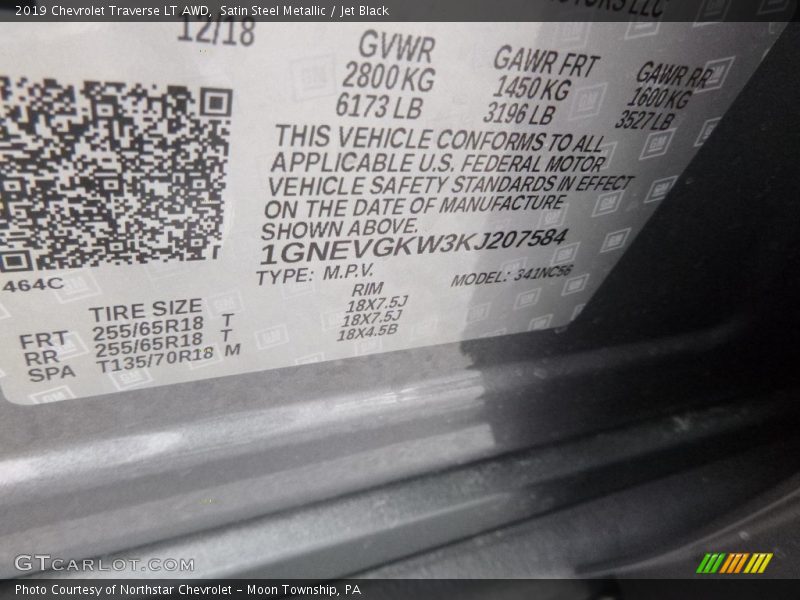 2019 Chevrolet Traverse LT AWD, Satin Steel Metallic / Jet Black
LLC
12/18
GVWR
2800 KG
6173 LB
GAWR FRT
1450 KG
3196 LB
GAWR RR
1600 KG
3527 LB
THIS VEHICLE CONFORMS TO ALL
APPLICABLE U.S. FEDERAL MOTOR
VEHICLE SAFETY STANDARDS IN EFFECT
ON THE DATE OF MANUFACTURE
SHOWN ABOVE.
1GNEVGKW3KJ207584
TYPE: M.P.V.
MODEL: 341NC56
464C
TIRE SIZE
RIM
FRT 255/65R18 T 18X7.5J
RR 255/65R18 T 18X7.5J
SPA T135/70R18 M 18X4.5B
GTCARLOT.COM
Photo Courtesy of Northstar Chevrolet - Moon Township, PA